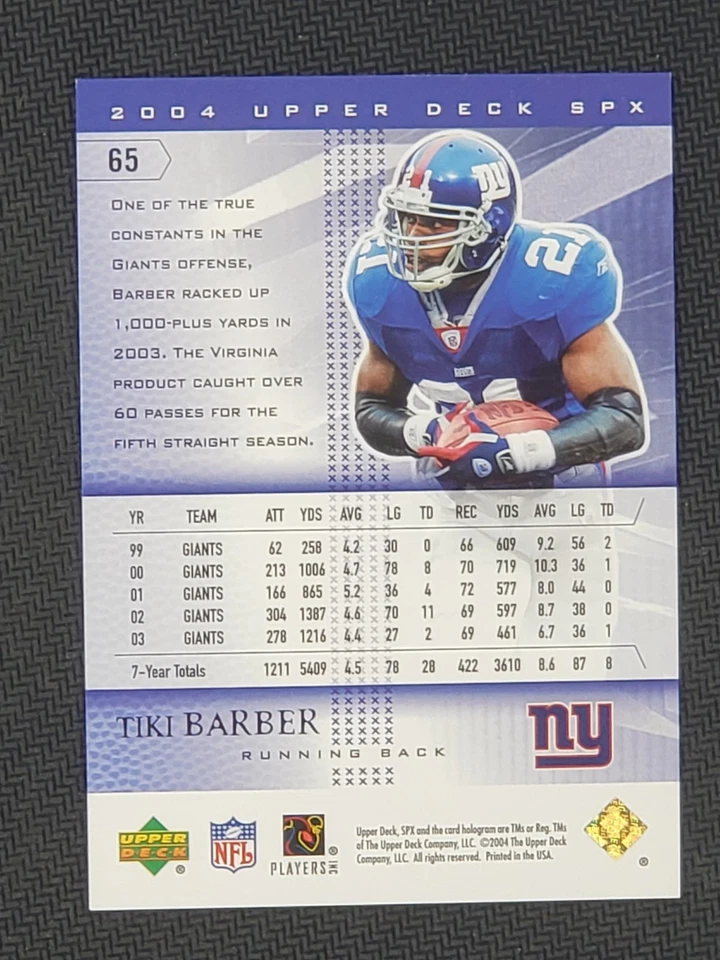 2004 UPPER DECK SPX
65
ONE OF THE TRUE
CONSTANTS IN THE
GIANTS OFFENSE,
BARBER RACKED UP
1,000-PLUS YARDS IN
2003. THE VIRGINIA
PRODUCT CAUGHT OVER
60 PASSES FOR THE
FIFTH STRAIGHT SEASON.
ny
21
21
21
YR TEAM ATT YDS AVG LG TD REC YDS AVG LG TD
99 GIANTS 62 258 4.2 30 0 66 609 9.2 56 2
00 GIANTS 213 1006 4.7 78 8 70 719 10.3 36 1
01 GIANTS 166 865 5.2 36 4 72 577 8.0 44 0
02 GIANTS 304 1387 4.6 70 11 69 597 8.7 38 0
03 GIANTS 278 1216 4.4 27 2 69 461 6.7 36 1
7-Year Totals 1211 5409 4.5 78 28 422 3610 8.6 87 8
TIKI BARBER
RUNNING BACK
ny
UPPER
DECK ®
NFL
PLAYERS INC ®
Upper Deck, SPX and the card hologram are TMs or Reg. TMs
of The Upper Deck Company, LLC. ©2004 The Upper Deck
Company, LLC. All rights reserved. Printed in the USA.
®